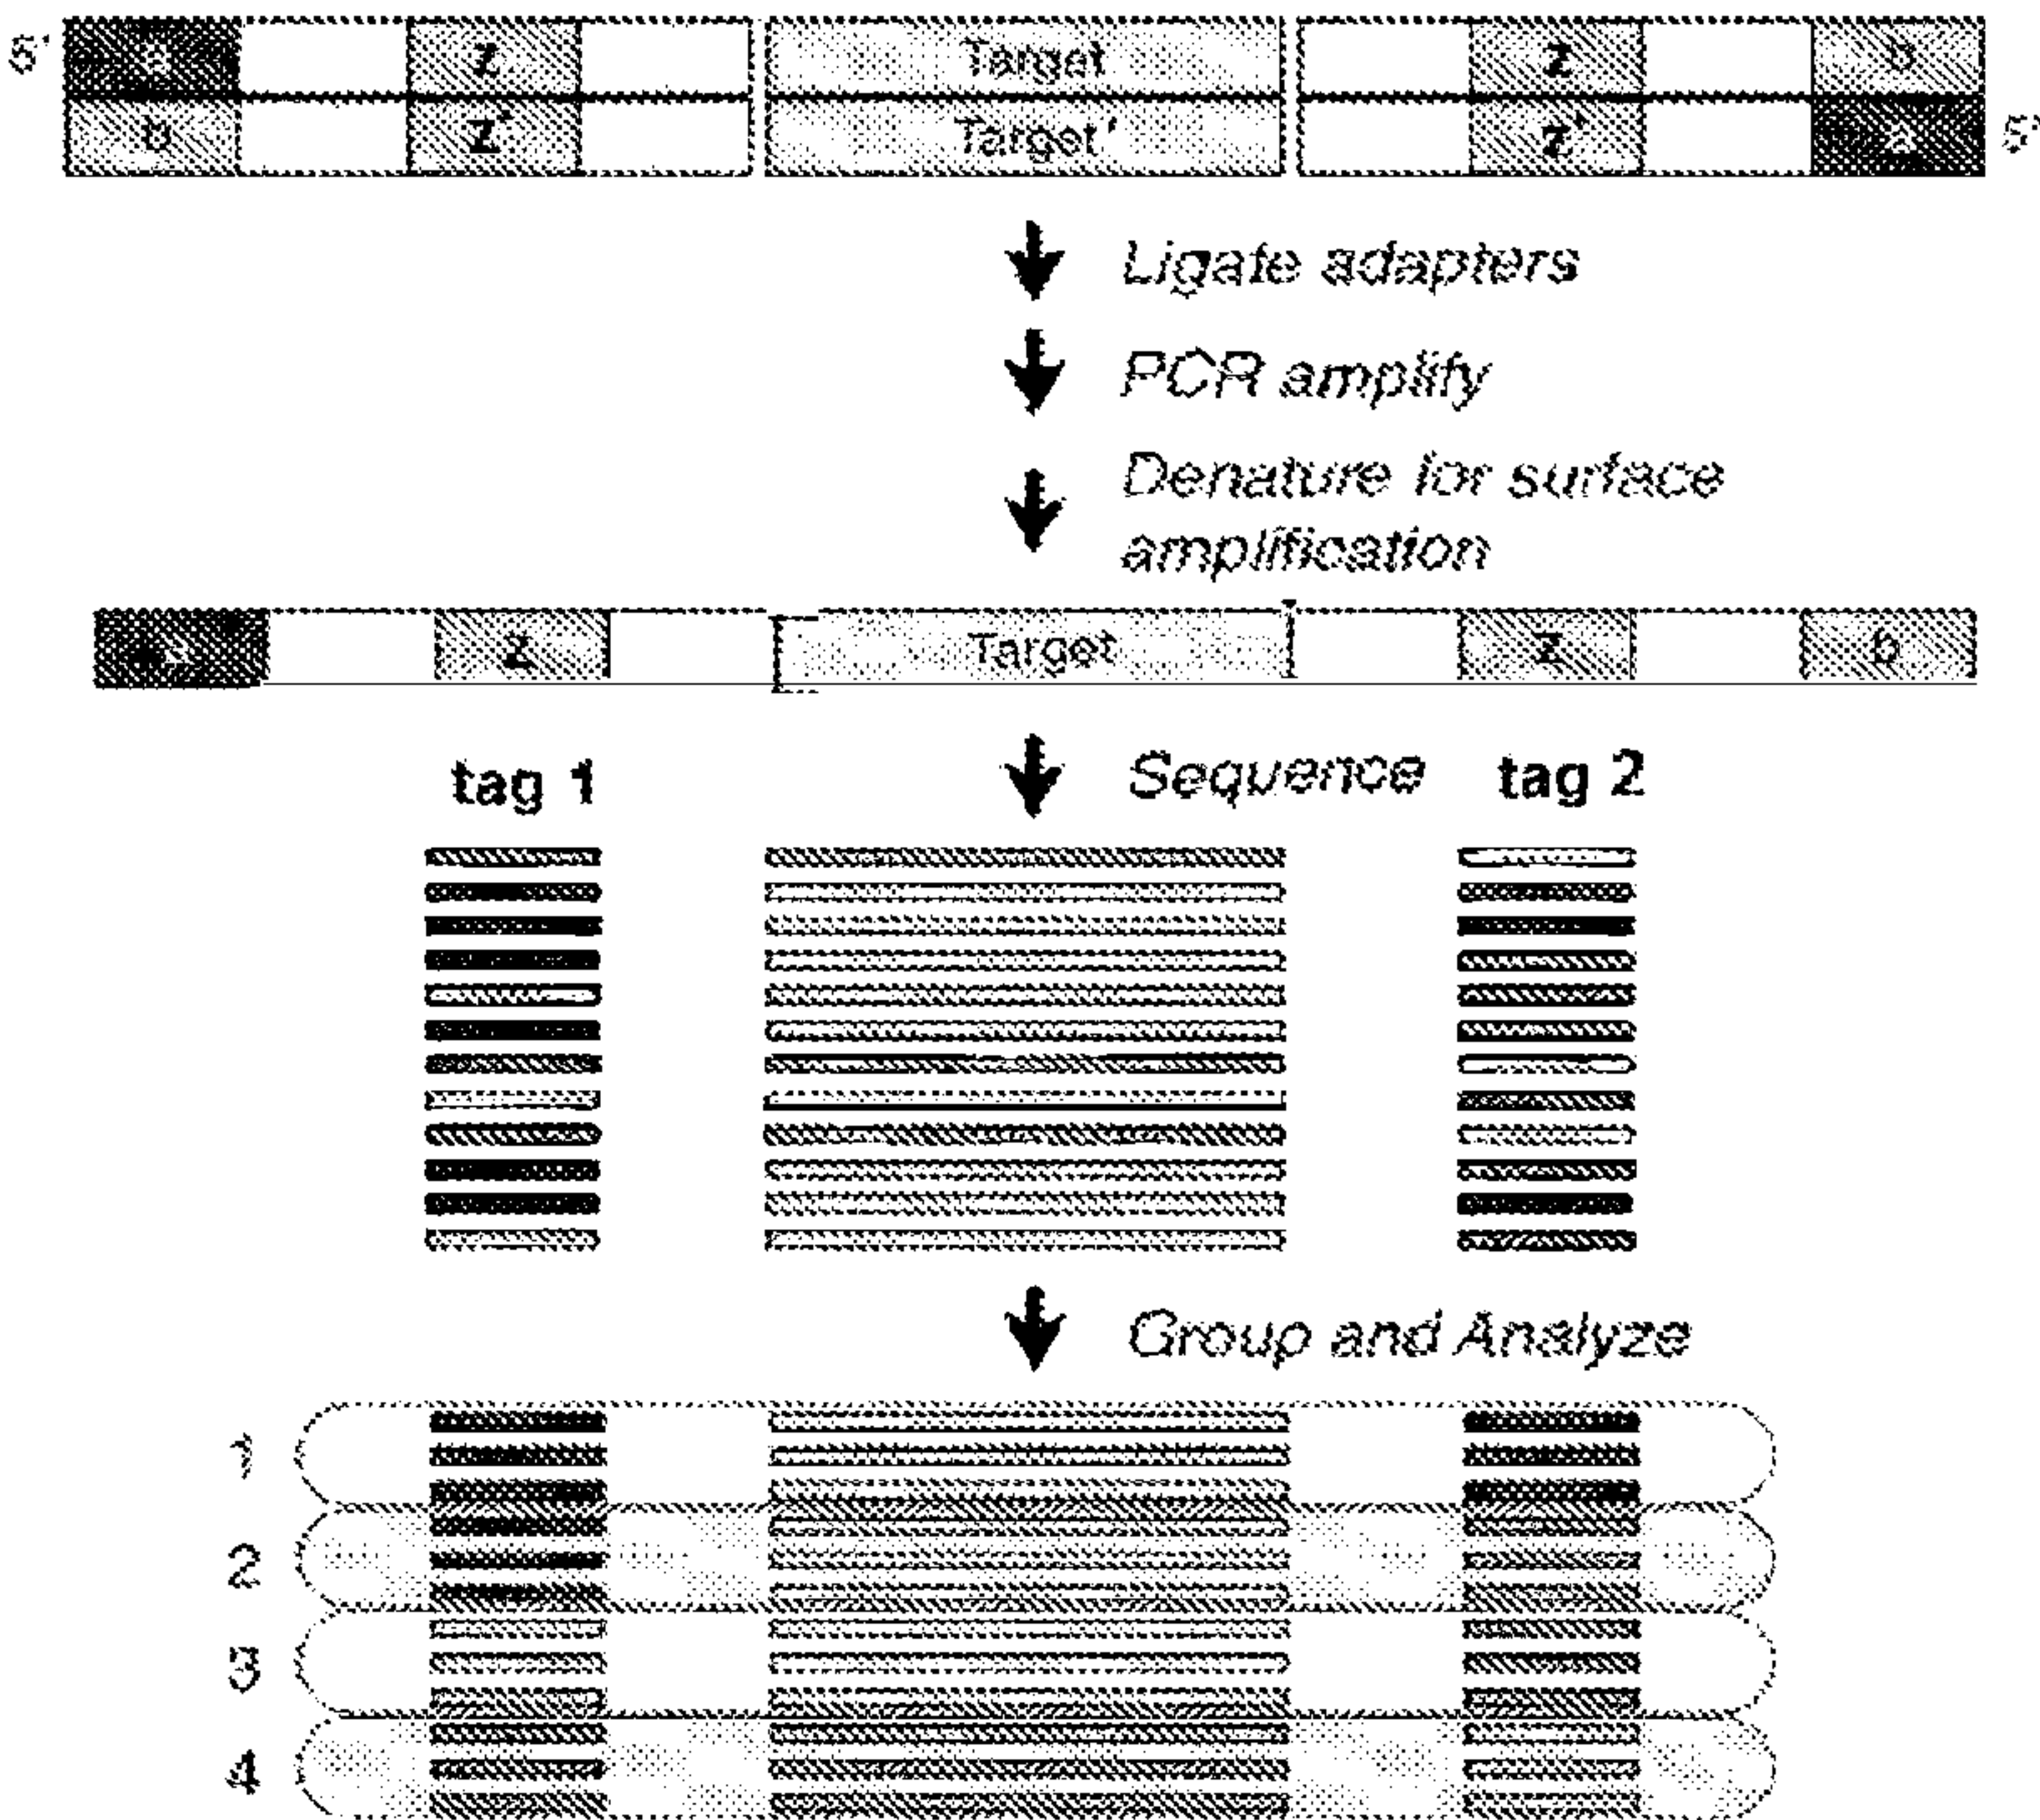 5' a z Target z b
b z' Target' z' a 5'
Ligate adapters
PCR amplify
Denature for surface
amplification
z Target z b
tag 1 Sequence tag 2
Group and Analyze
1
2
3
4